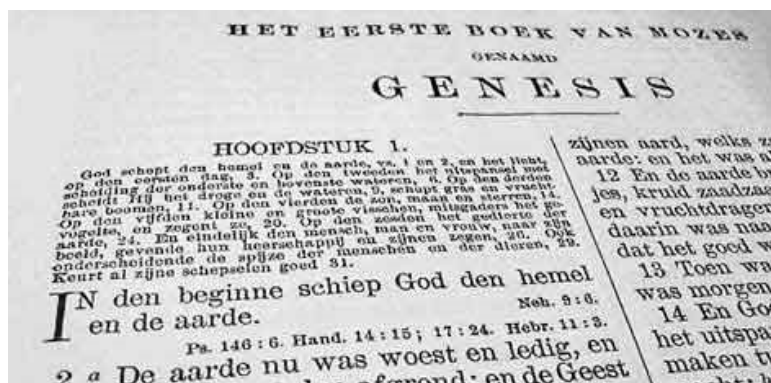 HET EERSTE BOEK VAN MOZES
GENAAMD
GENESIS
HOOFDSTUK 1.
God schept den hemel en de aarde, vs. 1 en 2, en het licht,
op den eersten dag, 3. Op den tweeden het uitspansel met
scheiding der onderste en bovenste wateren, 6. Op den derden
scheidt Hij het droge en de wateren, 9, schept gras en vrucht-
bare boomen, 11. Op den vierden de zon, maan en sterren, 14.
Op den vijfden kleine en groote visschen, mitsgaders het ge-
vogelte, en zegent ze, 20. Op den zesden het gedierte der
aarde, 24. En eindelijk den mensch, man en vrouw, naar zijn
beeld, gevende hun heerschappij en zijnen zegen, 26. Ook
onderscheidende de spijze der menschen en der dieren, 29.
Keurt al zijne schepselen goed 31.
IN den beginne schiep God den hemel
en de aarde. Neh. 9:6.
Ps. 146:6. Hand. 14:15; 17:24. Hebr. 11:3.
2 a De aarde nu was woest en ledig, en
afgrond: en de Geest
zijnen aard, welks
aarde: en het was
12 En de aarde
jes, kruid
en vruchtdragen
daarin was
dat het goed
13 Toen
was morgen
14 En
het
maken